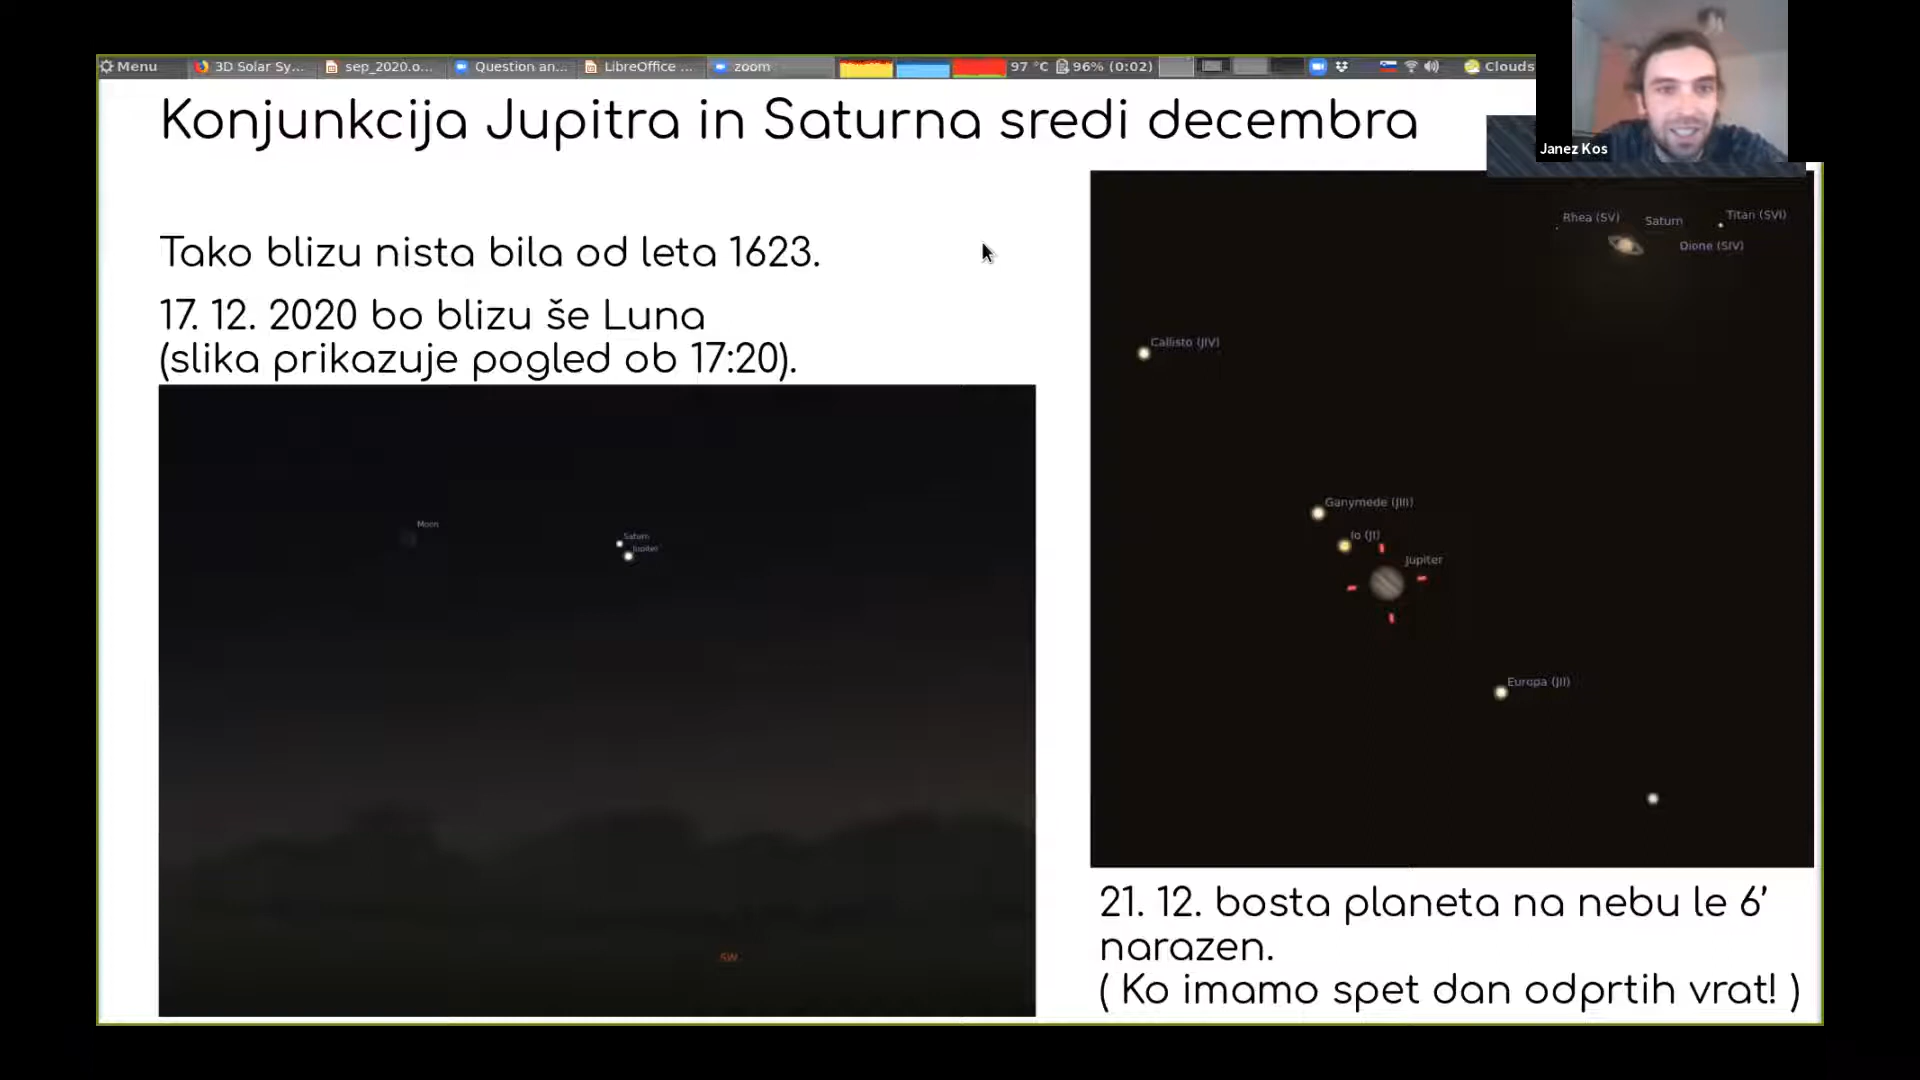 Menu 3D Solar Sy... sep_2020.o... Question an... LibreOffice ... zoom 97 °C 96% (0:02) Clouds
Janez Kos
Konjunkcija Jupitra in Saturna sredi decembra
Tako blizu nista bila od leta 1623.
17. 12. 2020 bo blizu še Luna
(slika prikazuje pogled ob 17:20).
Moon
Saturn
Jupiter
SW
Rhea (SV) Saturn Titan (SVI)
Dione (SIV)
Callisto (JIV)
Ganymede (JIII)
Io (JI)
Jupiter
Europa (JII)
21. 12. bosta planeta na nebu le 6’
narazen.
( Ko imamo spet dan odprtih vrat! )